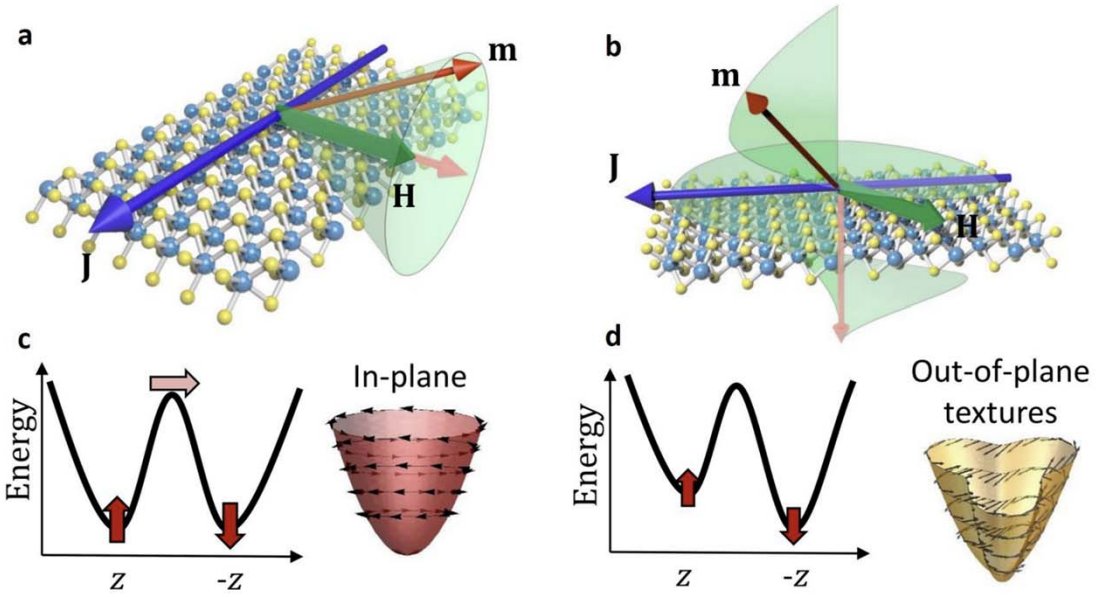 a
m
H
J
b
m
J
H
c
Energy
z
-z
In-plane
d
Energy
z
-z
Out-of-plane
textures